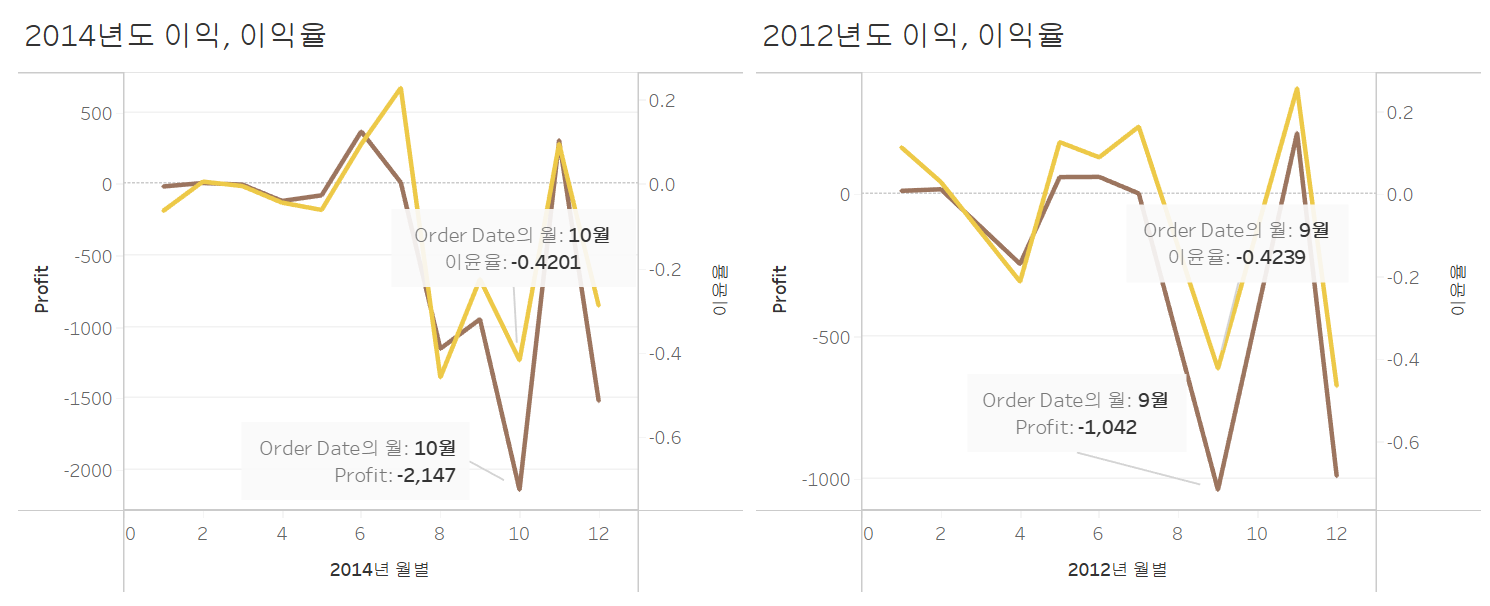 2014년도 이익, 이익율
500
0
-500
-1000
-1500
-2000
Profit
0.2
0.0
-0.2
-0.4
-0.6
이윤율
Order Date의 월: 10월
이윤율: -0.4201
Order Date의 월: 10월
Profit: -2,147
0 2 4 6 8 10 12
2014년 월별
2012년도 이익, 이익율
0
-500
-1000
Profit
0.2
0.0
-0.2
-0.4
-0.6
이윤율
Order Date의 월: 9월
이윤율: -0.4239
Order Date의 월: 9월
Profit: -1,042
0 2 4 6 8 10 12
2012년 월별